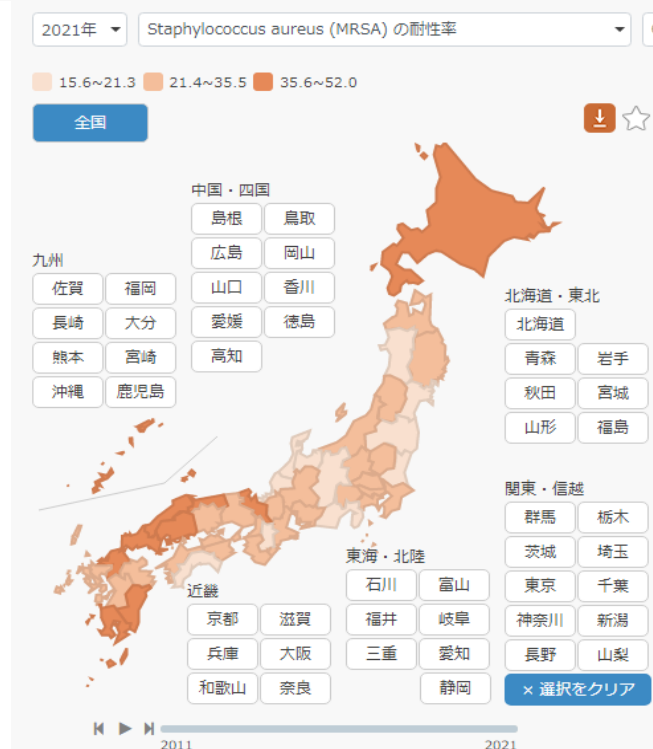 2021年
Staphylococcus aureus (MRSA) の耐性率
15.6~21.3 21.4~35.5 35.6~52.0
全国
中国・四国
島根 鳥取
広島 岡山
山口 香川
愛媛 徳島
高知
九州
佐賀 福岡
長崎 大分
熊本 宮崎
沖縄 鹿児島
北海道・東北
北海道
青森 岩手
秋田 宮城
山形 福島
関東・信越
群馬 栃木
茨城 埼玉
東京 千葉
神奈川 新潟
長野 山梨
× 選択をクリア
東海・北陸
石川 富山
福井 岐阜
三重 愛知
静岡
近畿
京都 滋賀
兵庫 大阪
和歌山 奈良
2011 2021